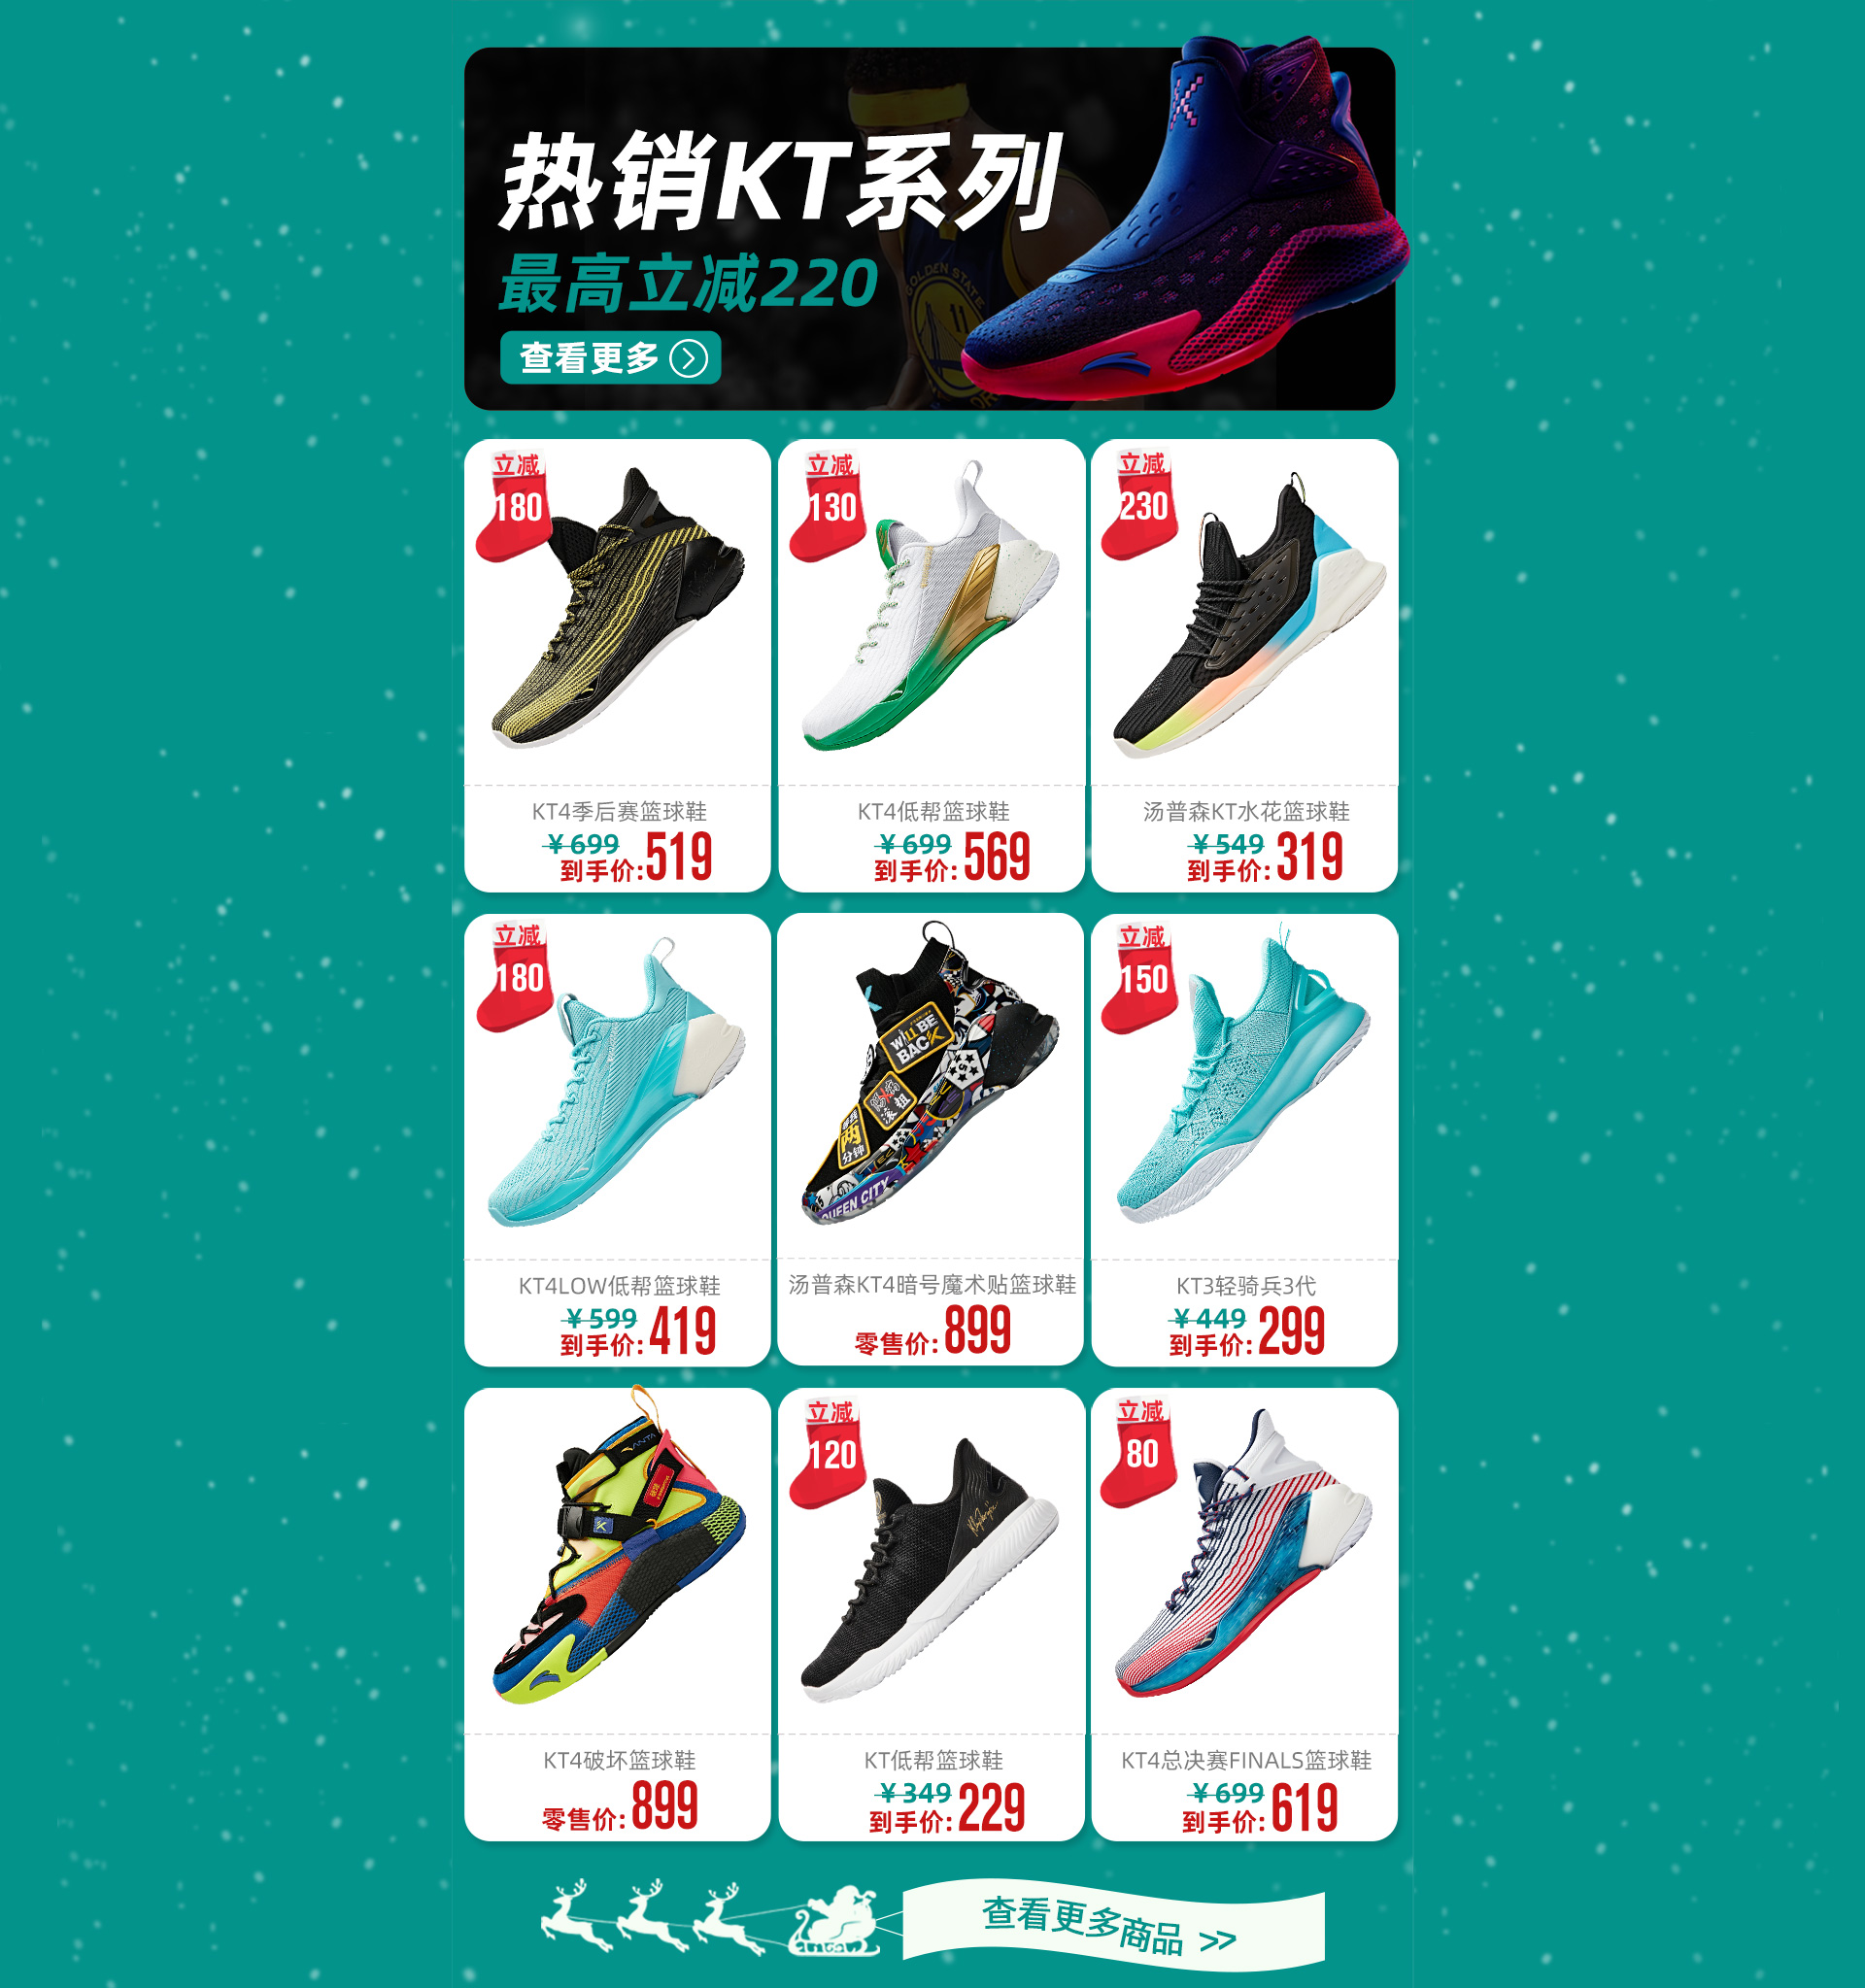 热销KT系列
最高立减220
查看更多
GOLDEN STATE
11
立减
180
KT4季后赛篮球鞋
¥699
到手价:519
立减
130
KT4低帮篮球鞋
¥699
到手价:569
立减
230
汤普森KT水花篮球鞋
¥549
到手价:319
立减
180
KT4LOW低帮篮球鞋
¥599
到手价:419
WILL BE
BACK
两
分钟
QUEEN CITY
汤普森KT4暗号魔术贴篮球鞋
零售价:899
立减
150
KT3轻骑兵3代
¥449
到手价:299
ANTA
KT4破坏篮球鞋
零售价:899
立减
120
KT低帮篮球鞋
¥349
到手价:229
立减
80
KT4总决赛FINALS篮球鞋
¥699
到手价:619
查看更多商品 >>